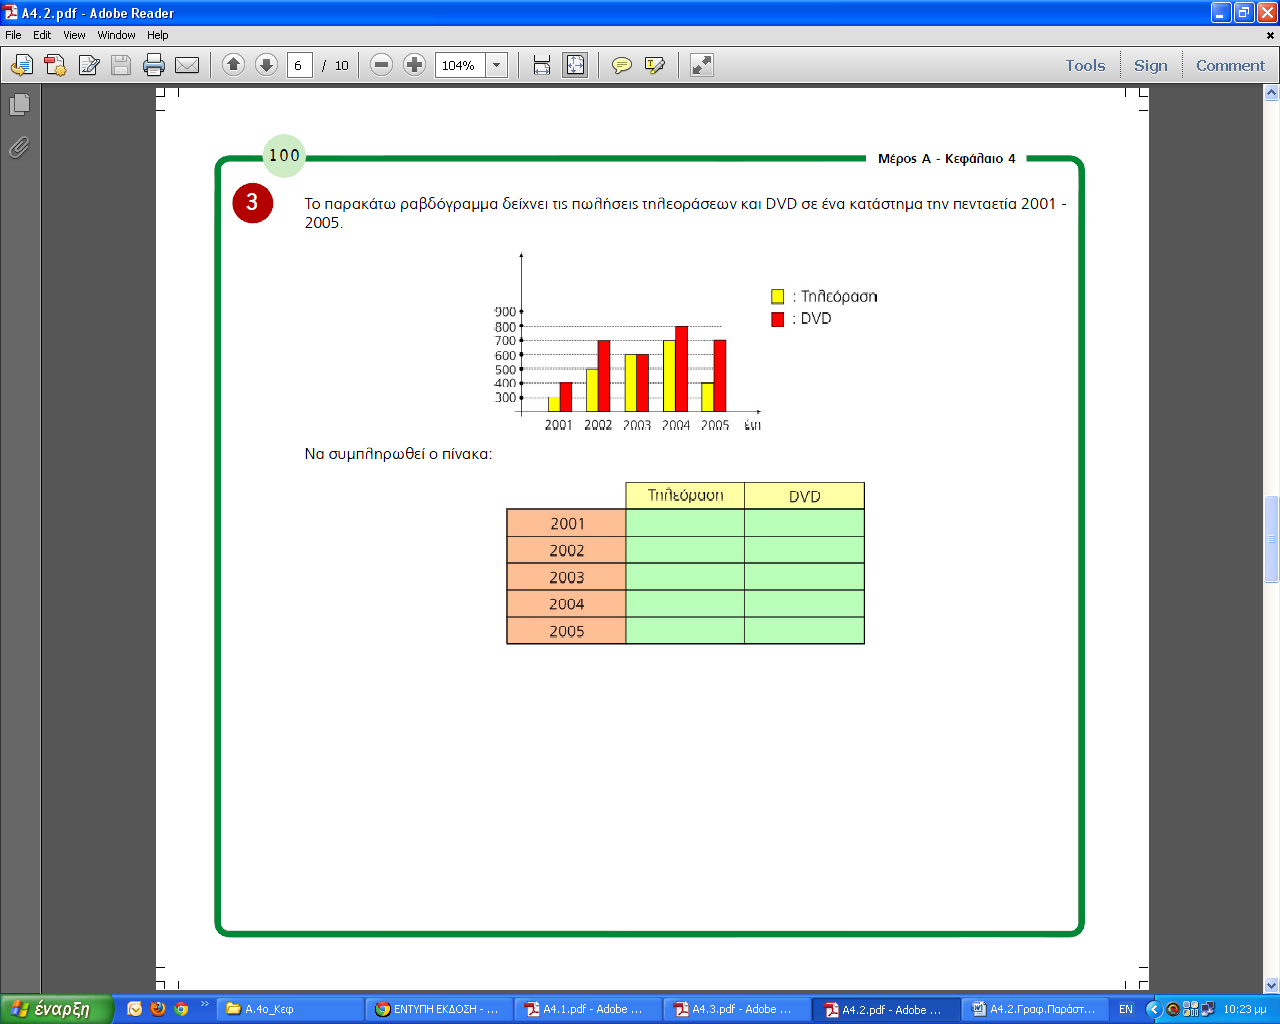 A4.2.pdf - Adobe Reader
File Edit View Window Help
6 / 10 104% Tools Sign Comment
100
Μέρος Α - Κεφάλαιο 4
3
Το παρακάτω ραβδόγραμμα δείχνει τις πωλήσεις τηλεοράσεων και DVD σε ένα κατάστημα την πενταετία 2001 -
2005.
: Τηλεόραση
: DVD
900
800
700
600
500
400
300
2001 2002 2003 2004 2005 έτη
Να συμπληρωθεί ο πίνακα:
Τηλεόραση DVD
2001
2002
2003
2004
2005
έναρξη Α.4ο_Κεφ ΕΝΤΥΠΗ ΕΚΔΟΣΗ - ... A4.1.pdf - Adobe ... A4.3.pdf - Adobe ... A4.2.pdf - Adobe ... A4.2.Γραφ.Παράστ... EN 10:23 μμ